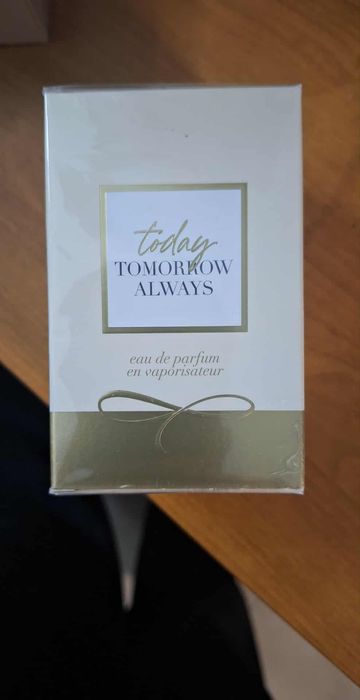 today
TOMORROW
ALWAYS
eau de parfum
en vaporisateur